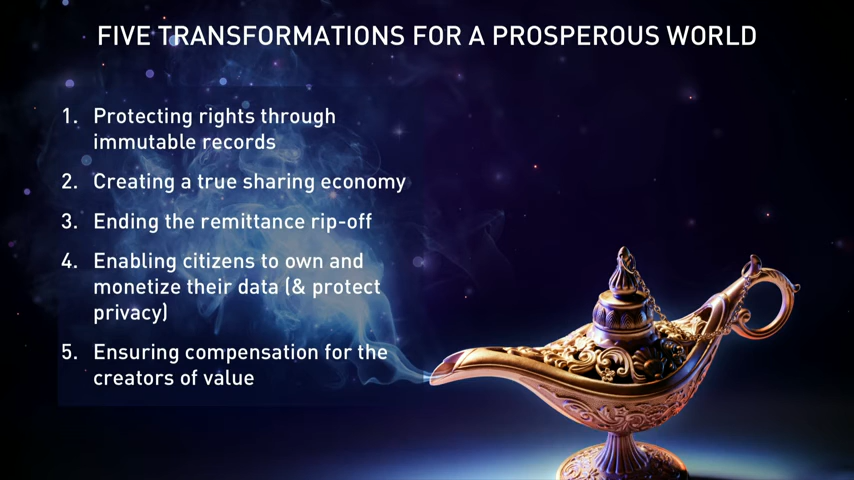 FIVE TRANSFORMATIONS FOR A PROSPEROUS WORLD
1. Protecting rights through
immutable records
2. Creating a true sharing economy
3. Ending the remittance rip-off
4. Enabling citizens to own and
monetize their data (& protect
privacy)
5. Ensuring compensation for the
creators of value